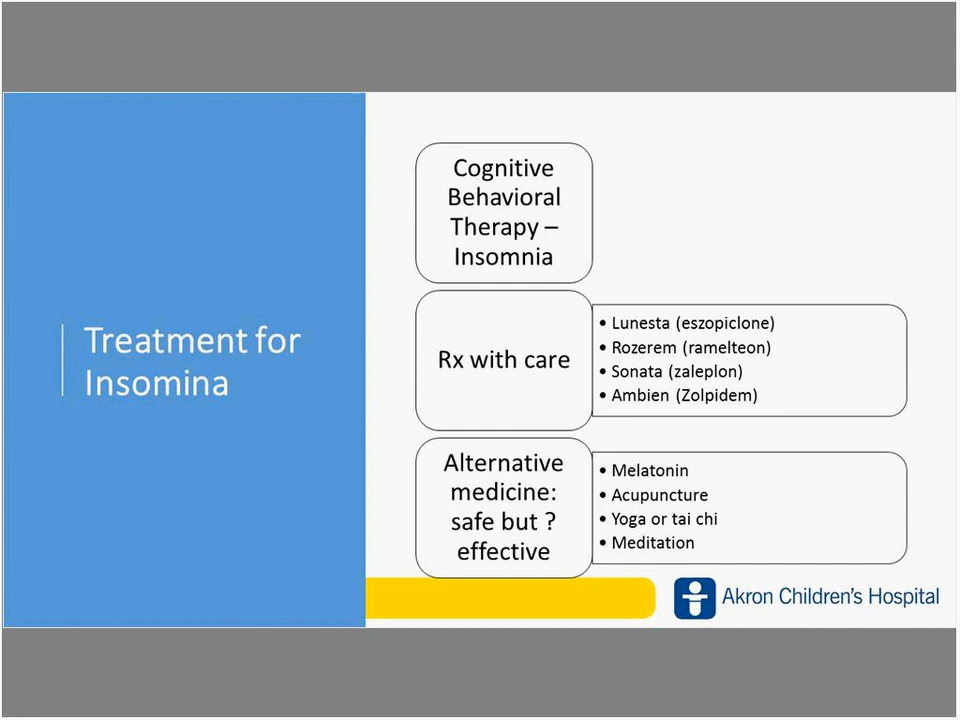 Treatment for
Insomina
Cognitive
Behavioral
Therapy –
Insomnia
Rx with care
• Lunesta (eszopiclone)
• Rozerem (ramelteon)
• Sonata (zaleplon)
• Ambien (Zolpidem)
Alternative
medicine:
safe but ?
effective
• Melatonin
• Acupuncture
• Yoga or tai chi
• Meditation
Akron Children's Hospital